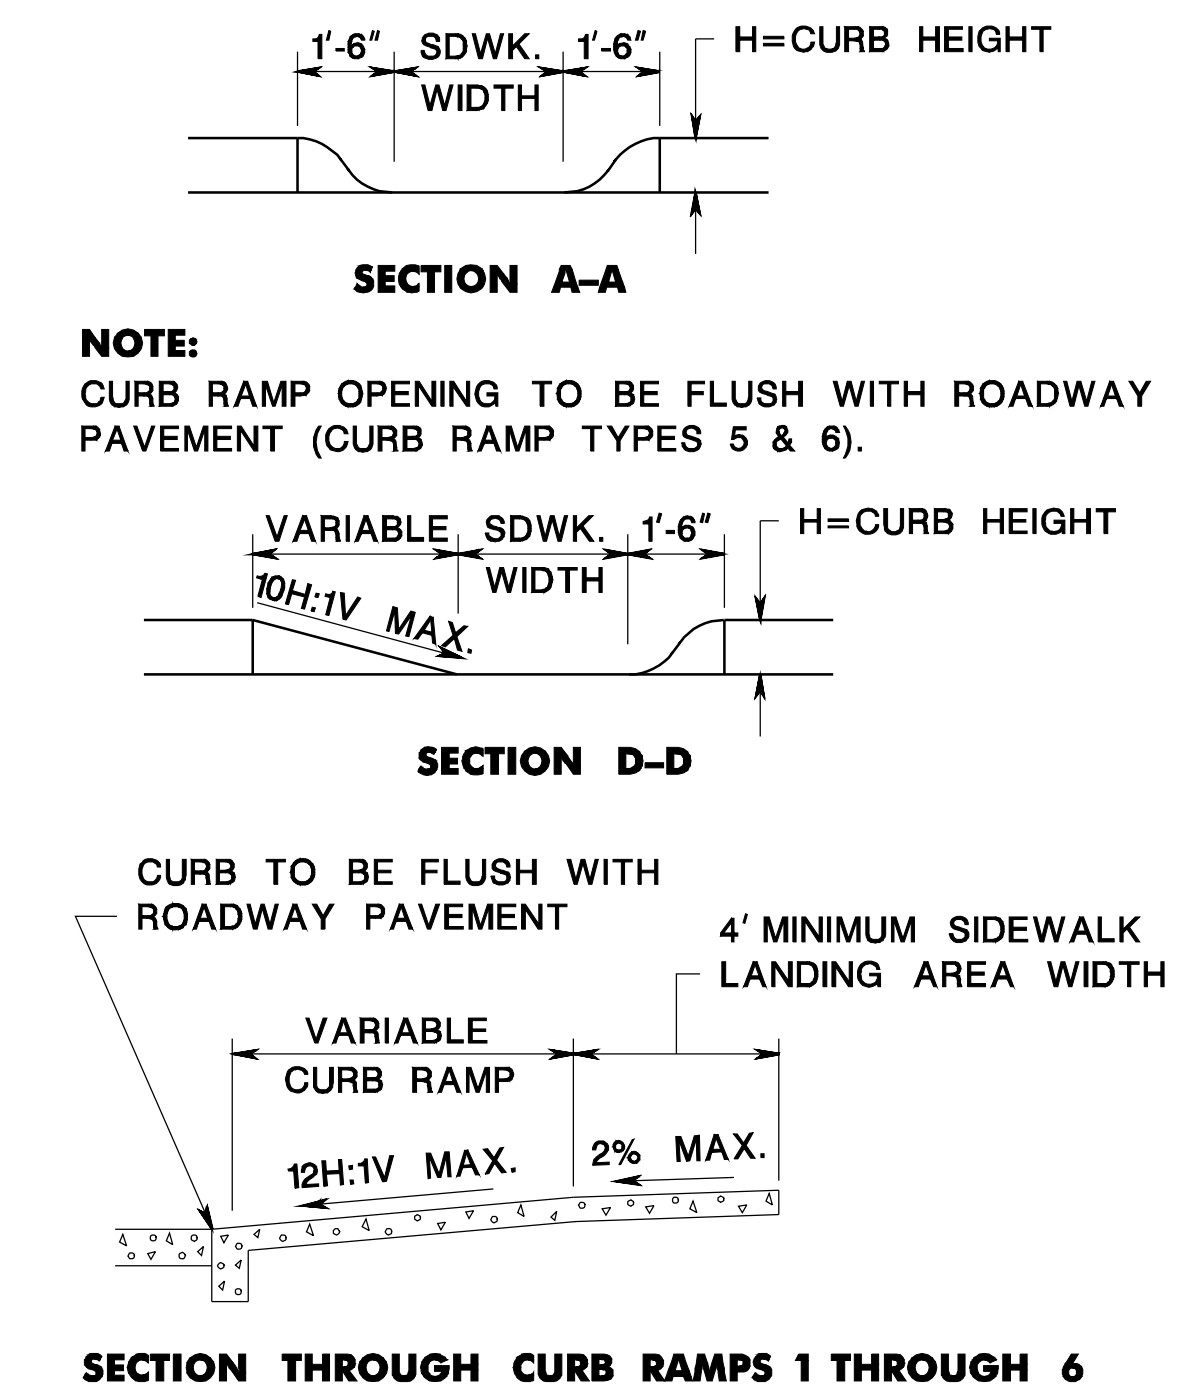 1'-6" SDWK. 1'-6" H=CURB HEIGHT
WIDTH
SECTION A–A
NOTE:
CURB RAMP OPENING TO BE FLUSH WITH ROADWAY
PAVEMENT (CURB RAMP TYPES 5 & 6).
VARIABLE SDWK. 1'-6" H=CURB HEIGHT
WIDTH
10H:1V MAX.
SECTION D–D
CURB TO BE FLUSH WITH
ROADWAY PAVEMENT
4' MINIMUM SIDEWALK
LANDING AREA WIDTH
VARIABLE
CURB RAMP
12H:1V MAX.
2% MAX.
SECTION THROUGH CURB RAMPS 1 THROUGH 6